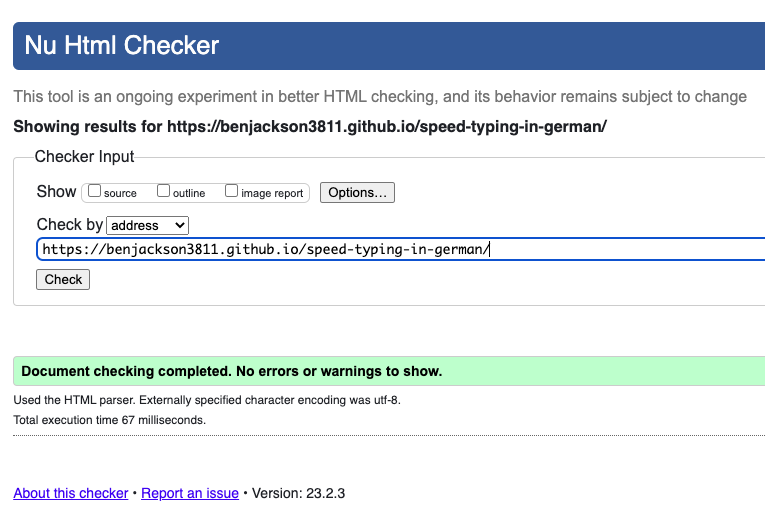 Nu Html Checker
This tool is an ongoing experiment in better HTML checking, and its behavior remains subject to change
Showing results for https://benjackson3811.github.io/speed-typing-in-german/
Checker Input
Show source outline image report Options...
Check by address
https://benjackson3811.github.io/speed-typing-in-german/
Check
Document checking completed. No errors or warnings to show.
Used the HTML parser. Externally specified character encoding was utf-8.
Total execution time 67 milliseconds.
About this checker • Report an issue • Version: 23.2.3